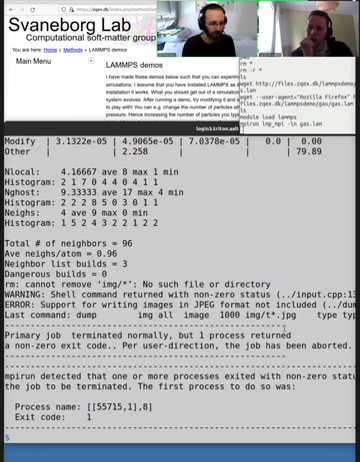 zqex.dk/index.php/method/lam
Svaneborg Lab
Computational soft-matter group
You are here: Home ▸ Methods ▸ LAMMPS demos
Main Menu
LAMMPS demos
I have made these demos below such that you can experim
simulations. I assume that you have installed LAMMPS as
installation it works. What you should get out of a simulatio
system evolves. After running a demo, try modifying it and
to play with! You can e.g. change the number of particles
pressure. Hence increasing the number of particles you typ
rm *
rm -r *
ls
wget http://files.zqex.dk/lammpsdemo/
s.lam
wget --user-agent="Mozilla Firefox"
files.zqex.dk/lammpsdemo/gas/gas.lam
ls
module load lammps
mpirun lmp_mpi -in gas.lam
login3.triton.aalt
Modify | 3.1322e-05 | 4.9065e-05 | 7.0378e-05 | 0.0 | 0.00
Other | | 2.258 | | | 79.89
Nlocal: 4.16667 ave 8 max 1 min
Histogram: 2 1 7 0 4 4 0 4 1 1
Nghost: 9.33333 ave 17 max 4 min
Histogram: 2 2 2 8 5 0 3 0 1 1
Neighs: 4 ave 9 max 0 min
Histogram: 1 5 2 4 3 2 2 1 2 2
Total # of neighbors = 96
Ave neighs/atom = 0.96
Neighbor list builds = 3
Dangerous builds = 0
rm: cannot remove 'img/*': No such file or directory
WARNING: Shell command returned with non-zero status (../input.cpp:13
ERROR: Support for writing images in JPEG format not included (../dum
Last command: dump img all image 1000 img/t*.jpg type typ
Primary job terminated normally, but 1 process returned
a non-zero exit code.. Per user-direction, the job has been aborted.
mpirun detected that one or more processes exited with non-zero statu
the job to be terminated. The first process to do so was:
Process name: [[55715,1],8]
Exit code: 1
$